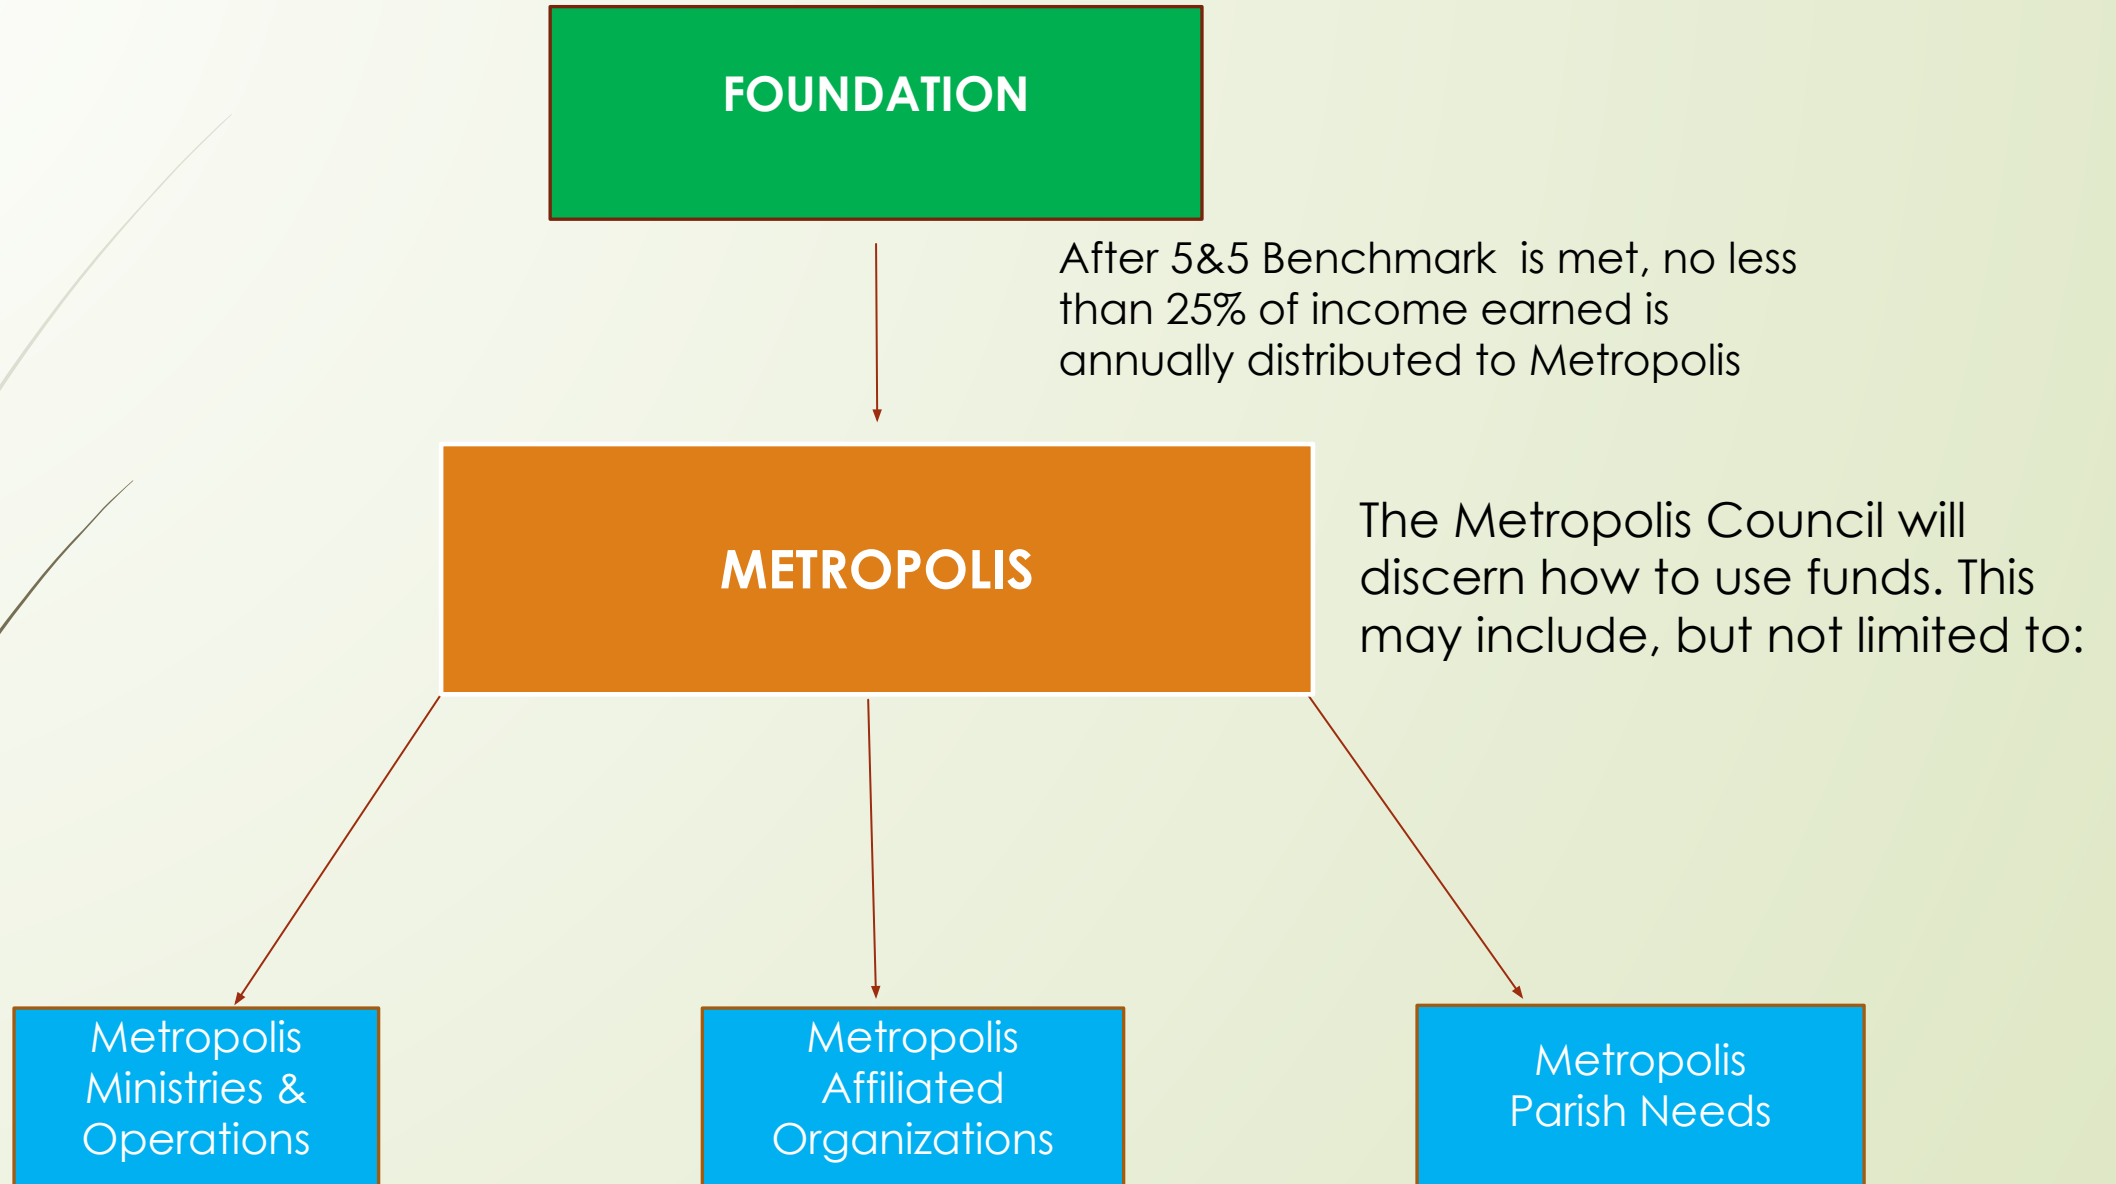 FOUNDATION
After 5&5 Benchmark  is met, no less
than 25% of income earned is
annually distributed to Metropolis
METROPOLIS
The Metropolis Council will
discern how to use funds. This
may include, but not limited to:
Metropolis
Ministries &
Operations
Metropolis
Affiliated
Organizations
Metropolis
Parish Needs